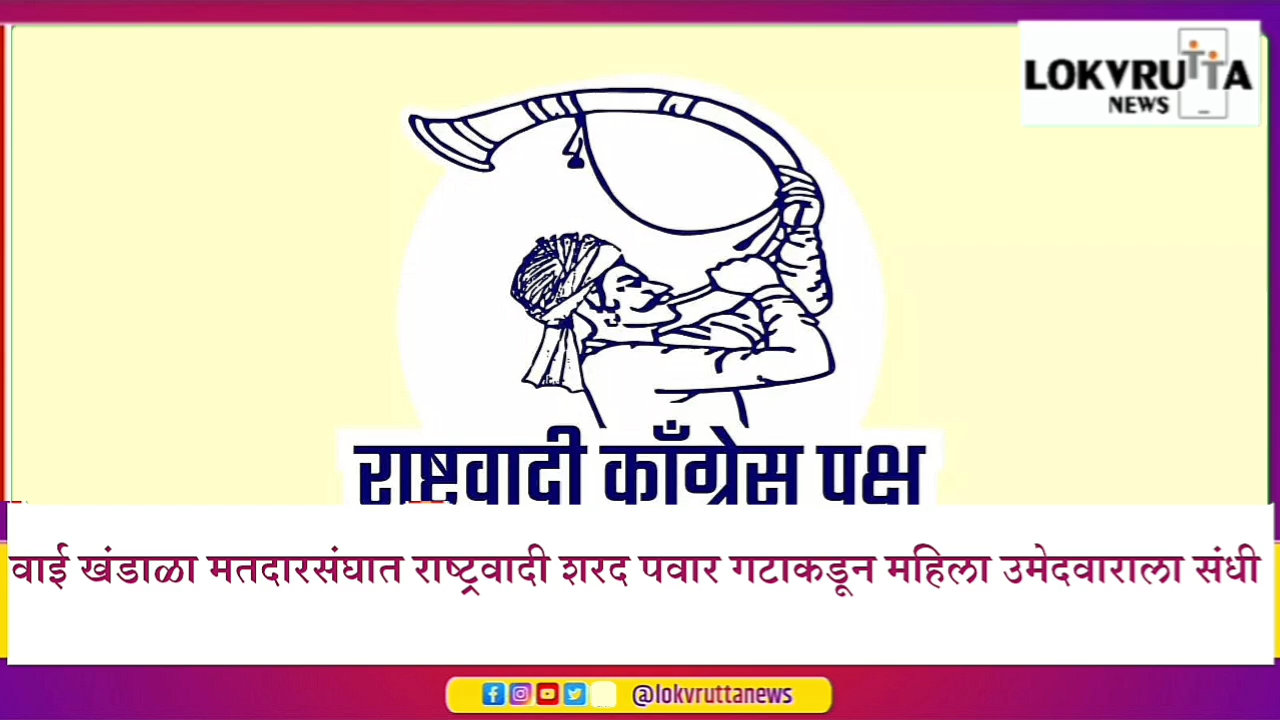 LOKVRUTTA
NEWS
राष्ट्रवादी काँग्रेस पक्ष
वाई खंडाळा मतदारसंघात राष्ट्रवादी शरद पवार गटाकडून महिला उमेदवाराला संधी
@lokvruttanews